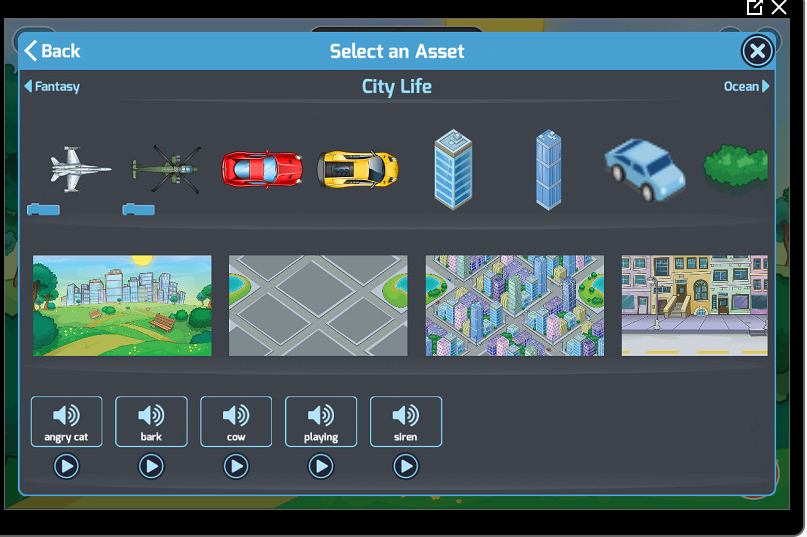 Back
Select an Asset
Fantasy
City Life
Ocean
angry cat
bark
cow
playing
siren